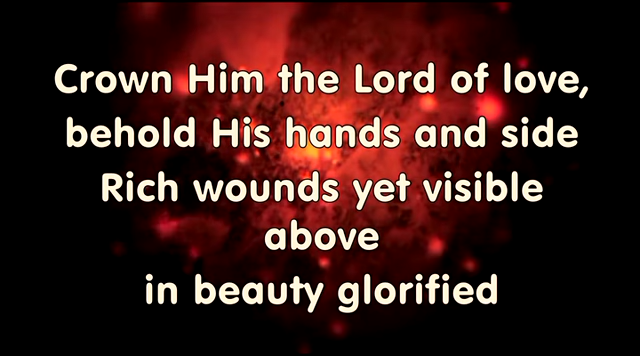 Crown Him the Lord of love,
behold His hands and side
Rich wounds yet visible
above
in beauty glorified